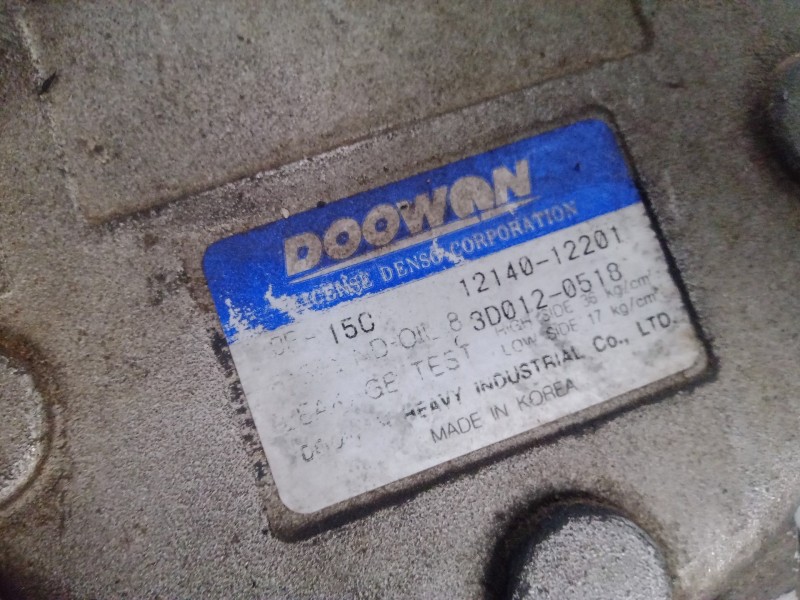 DOOWON
LICENSE DENSO CORPORATION
15C 12140-12201
ND-OIL 8 3D012-0518
LEAKAGE TEST HIGH SIDE 36 kg/cm²
LOW SIDE 17 kg/cm²
HEAVY INDUSTRIAL Co., LTD.
MADE IN KOREA